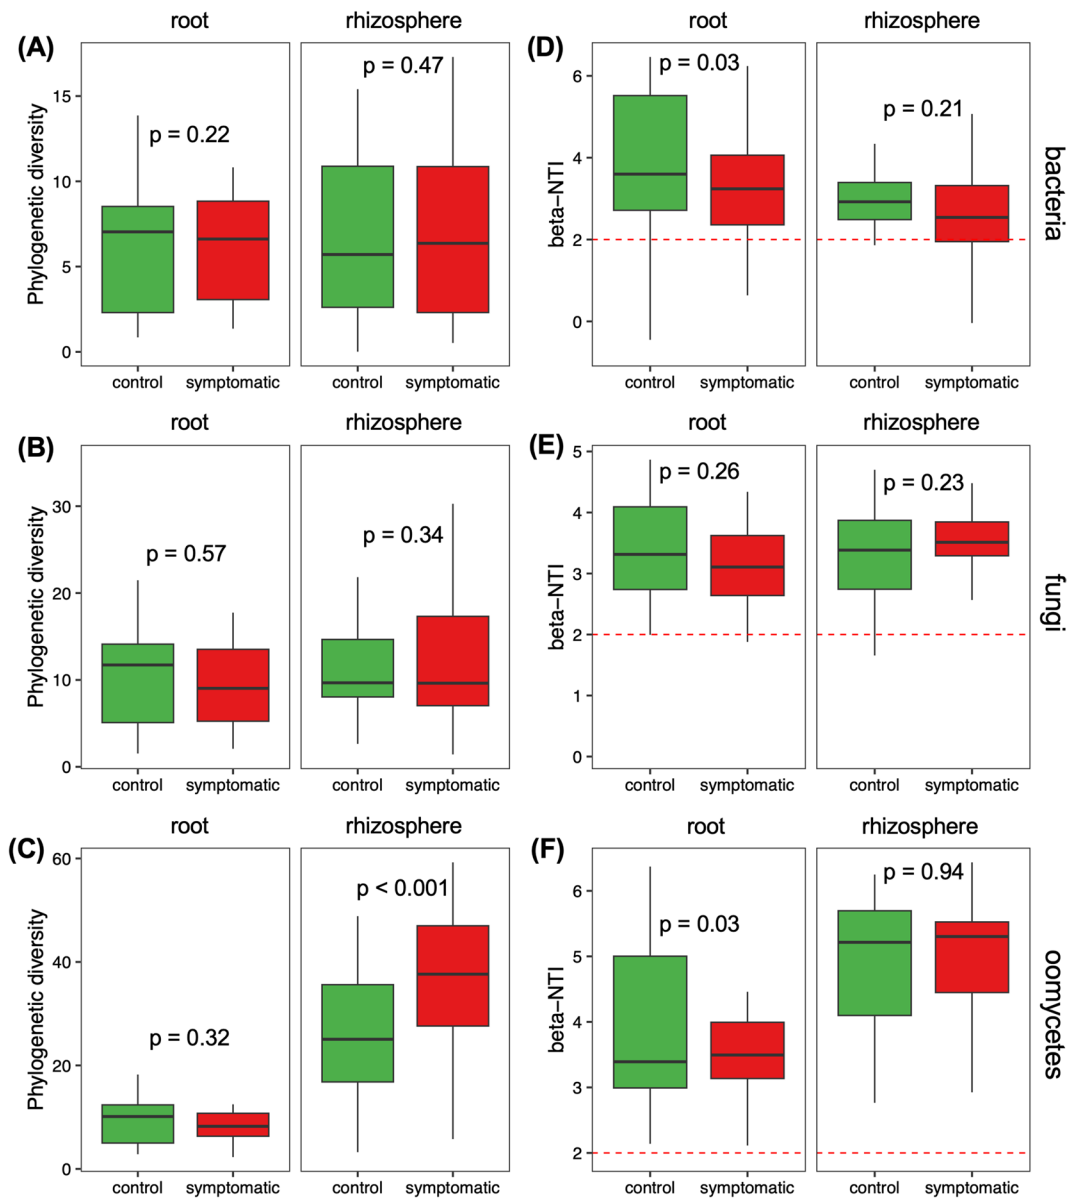 root rhizosphere
(A)
Phylogenetic diversity
15
10
5
0
p = 0.22
p = 0.47
control symptomatic control symptomatic
root rhizosphere
(D)
beta−NTI
6
4
2
0
p = 0.03
p = 0.21
control symptomatic control symptomatic
bacteria
root rhizosphere
(B)
Phylogenetic diversity
30
20
10
0
p = 0.57
p = 0.34
control symptomatic control symptomatic
root rhizosphere
(E)
beta−NTI
5
4
3
2
1
0
p = 0.26
p = 0.23
control symptomatic control symptomatic
fungi
root rhizosphere
(C)
Phylogenetic diversity
60
40
20
0
p = 0.32
p < 0.001
control symptomatic control symptomatic
root rhizosphere
(F)
beta−NTI
6
5
4
3
2
p = 0.03
p = 0.94
control symptomatic control symptomatic
oomycetes